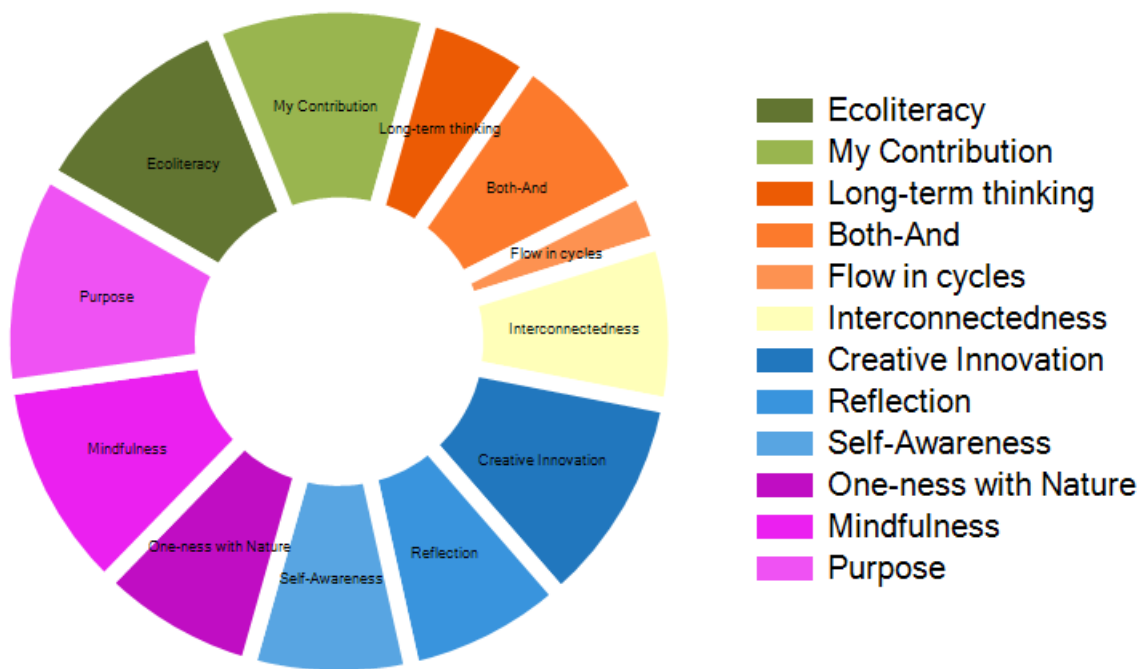 My Contribution
Long-term thinking
Ecoliteracy
Both-And
Flow in cycles
Purpose
Interconnectedness
Mindfulness
Creative Innovation
One-ness with Nature
Reflection
Self-Awareness
Ecoliteracy
My Contribution
Long-term thinking
Both-And
Flow in cycles
Interconnectedness
Creative Innovation
Reflection
Self-Awareness
One-ness with Nature
Mindfulness
Purpose